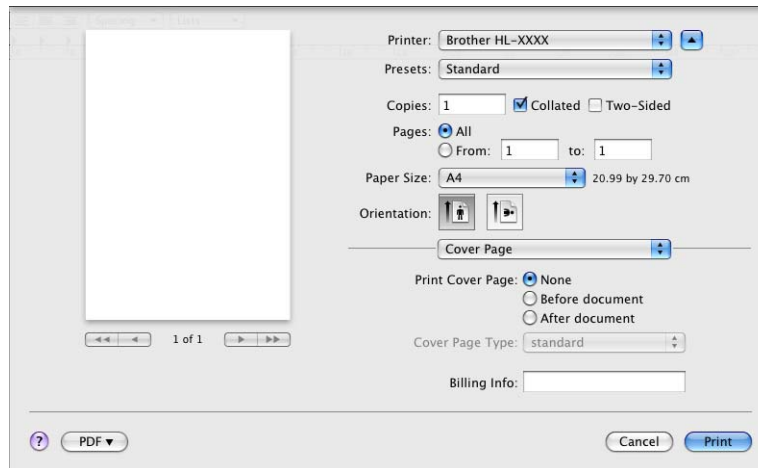 Spacing Lists
Printer: Brother HL-XXXX
Presets: Standard
Copies: 1 Collated Two-Sided
Pages: All
From: 1 to: 1
Paper Size: A4 20.99 by 29.70 cm
Orientation:
Cover Page
Print Cover Page: None
Before document
After document
Cover Page Type: standard
Billing Info:
1 of 1
? PDF ▼ Cancel Print